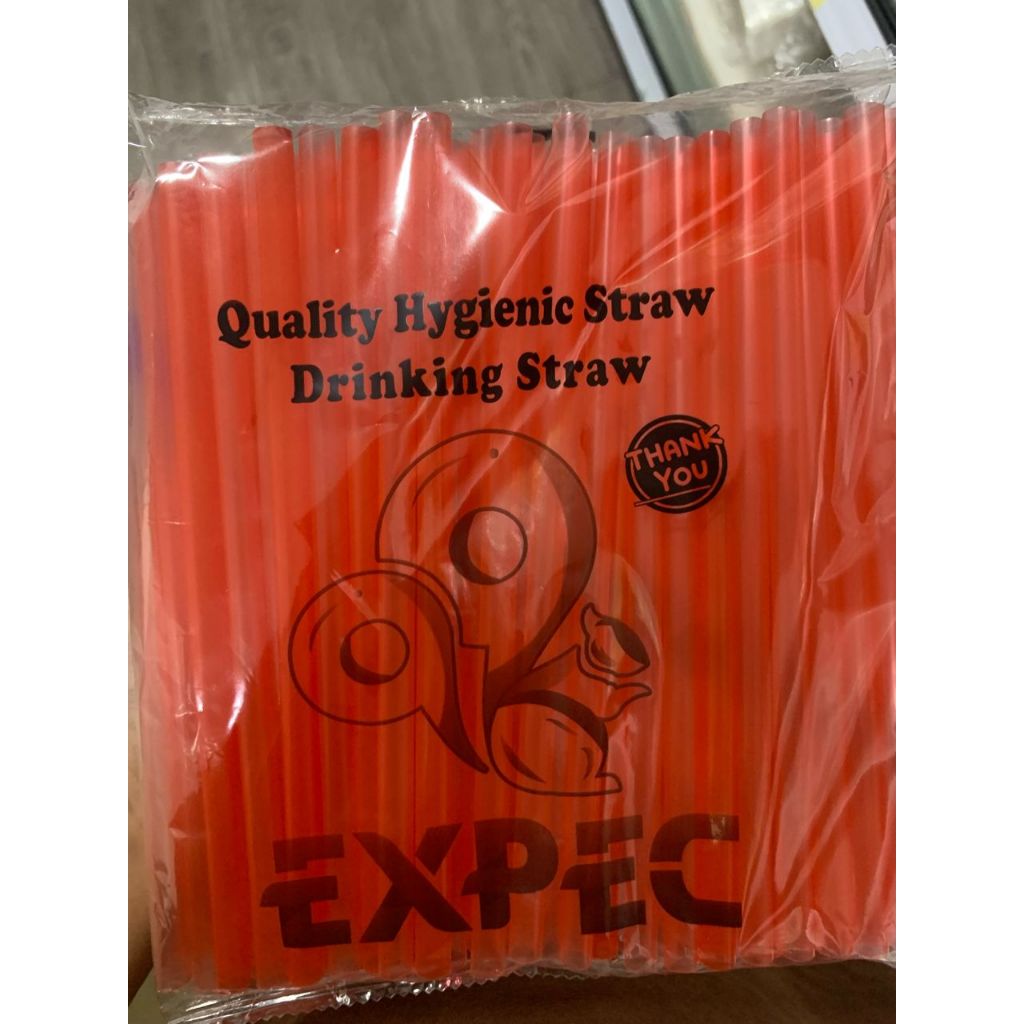 Quality Hygienic Straw
Drinking Straw
THANK
YOU
EXPEC